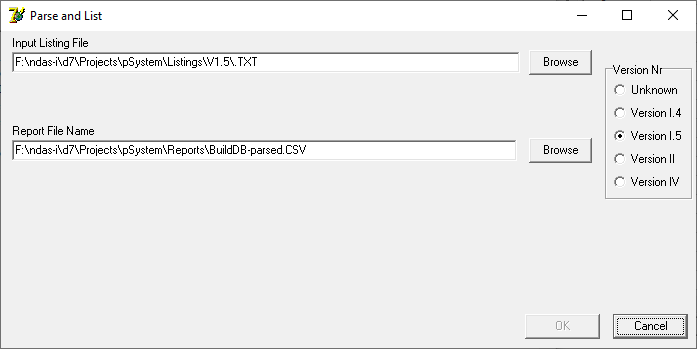 Parse and List
Input Listing File
F:\ndas-i\d7\Projects\pSystem\Listings\V1.5\.TXT
Browse
Version Nr
Unknown
Version I.4
Version I.5
Version II
Version IV
Report File Name
F:\ndas-i\d7\Projects\pSystem\Reports\BuildDB-parsed.CSV
Browse
OK
Cancel